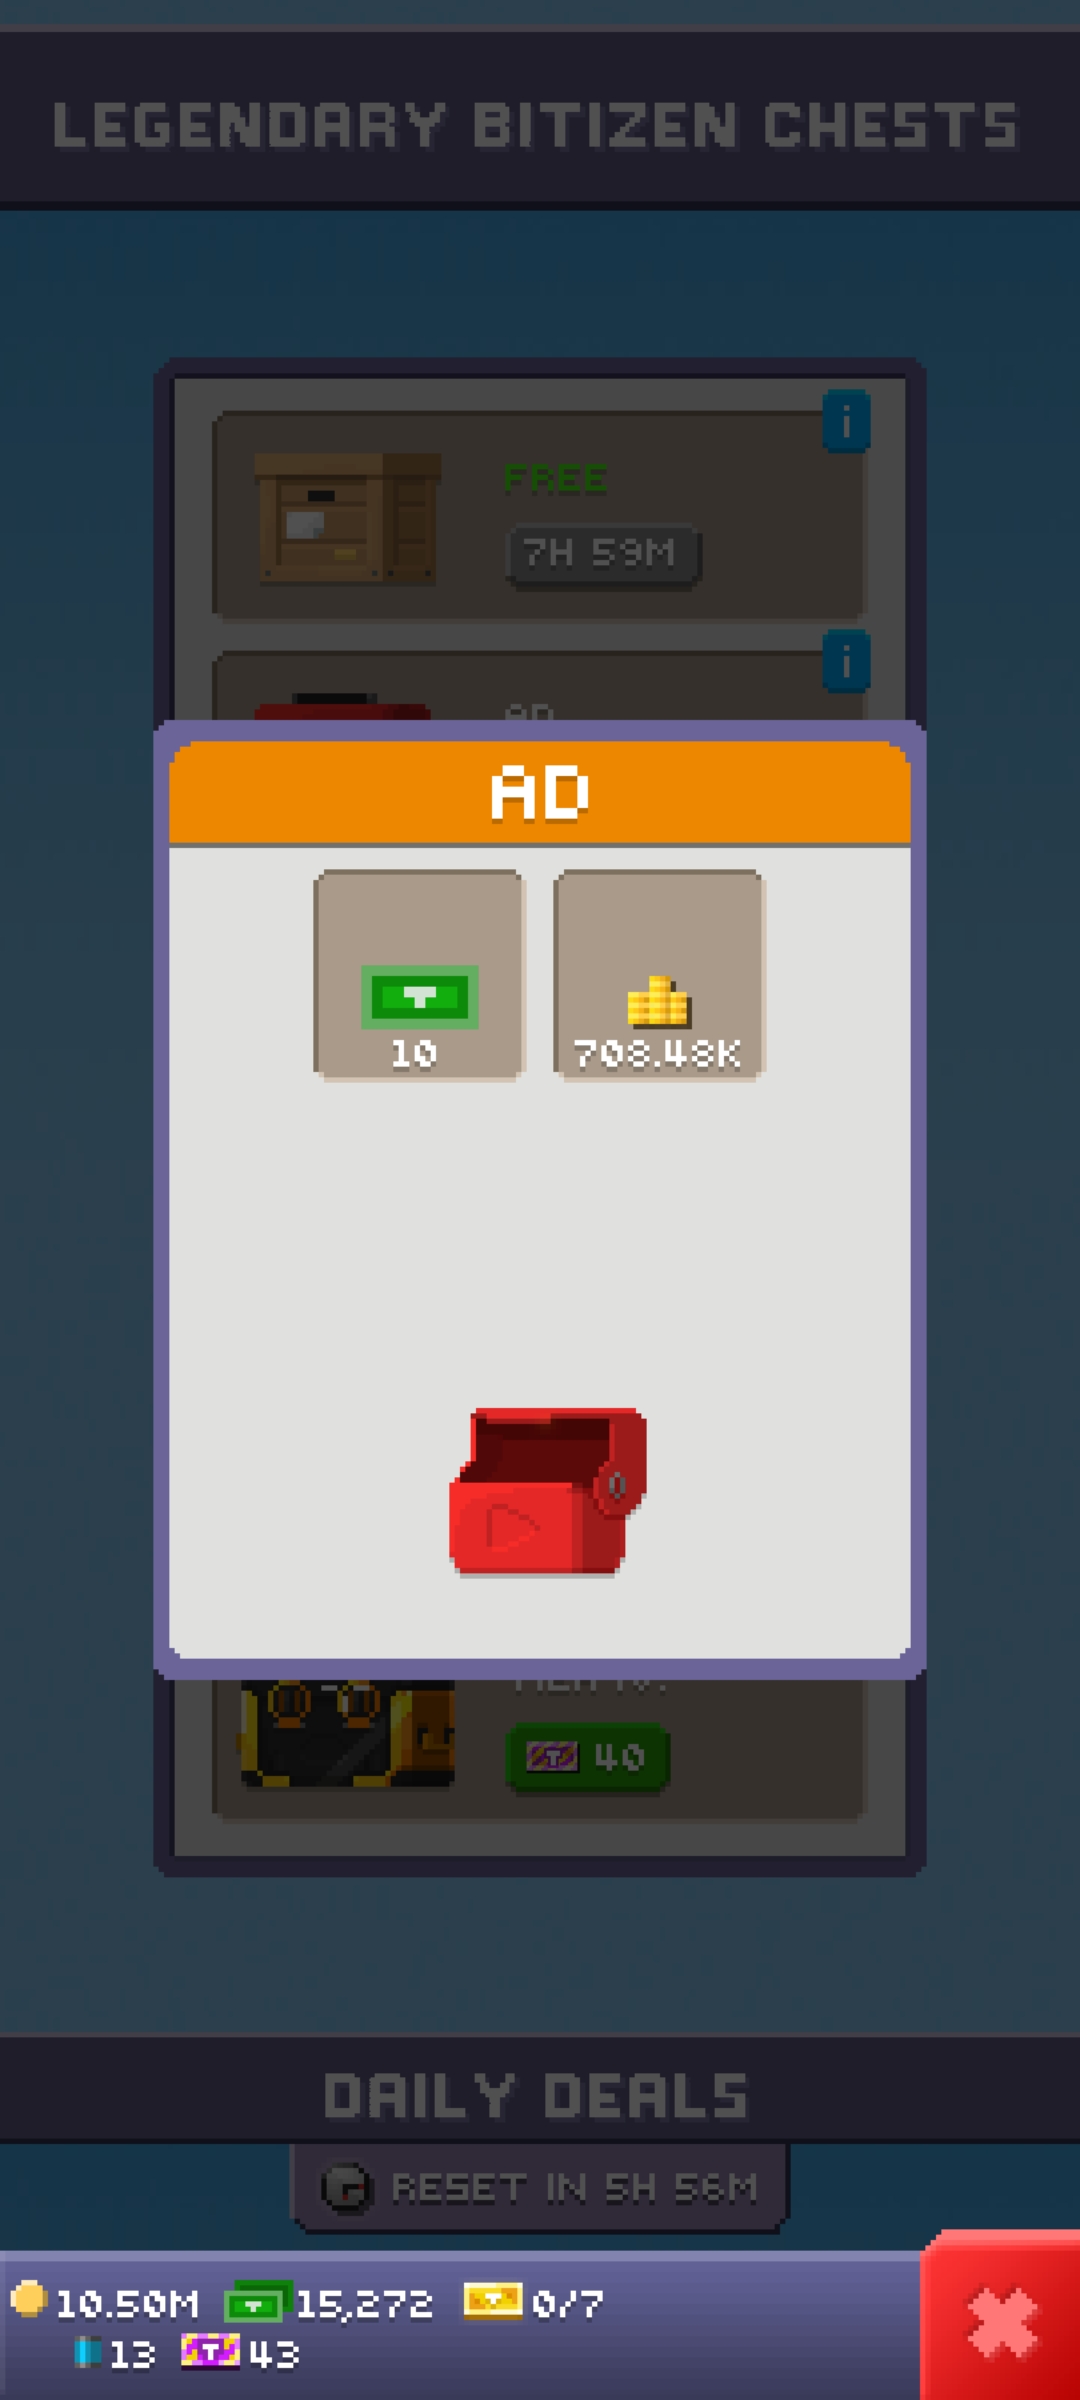 LEGENDARY BITIZEN CHESTS
i
FREE
7H 59M
i
AD
AD
10
708.48K
40
DAILY DEALS
RESET IN 5H 56M
10.50M 15,272 0/7
13 43